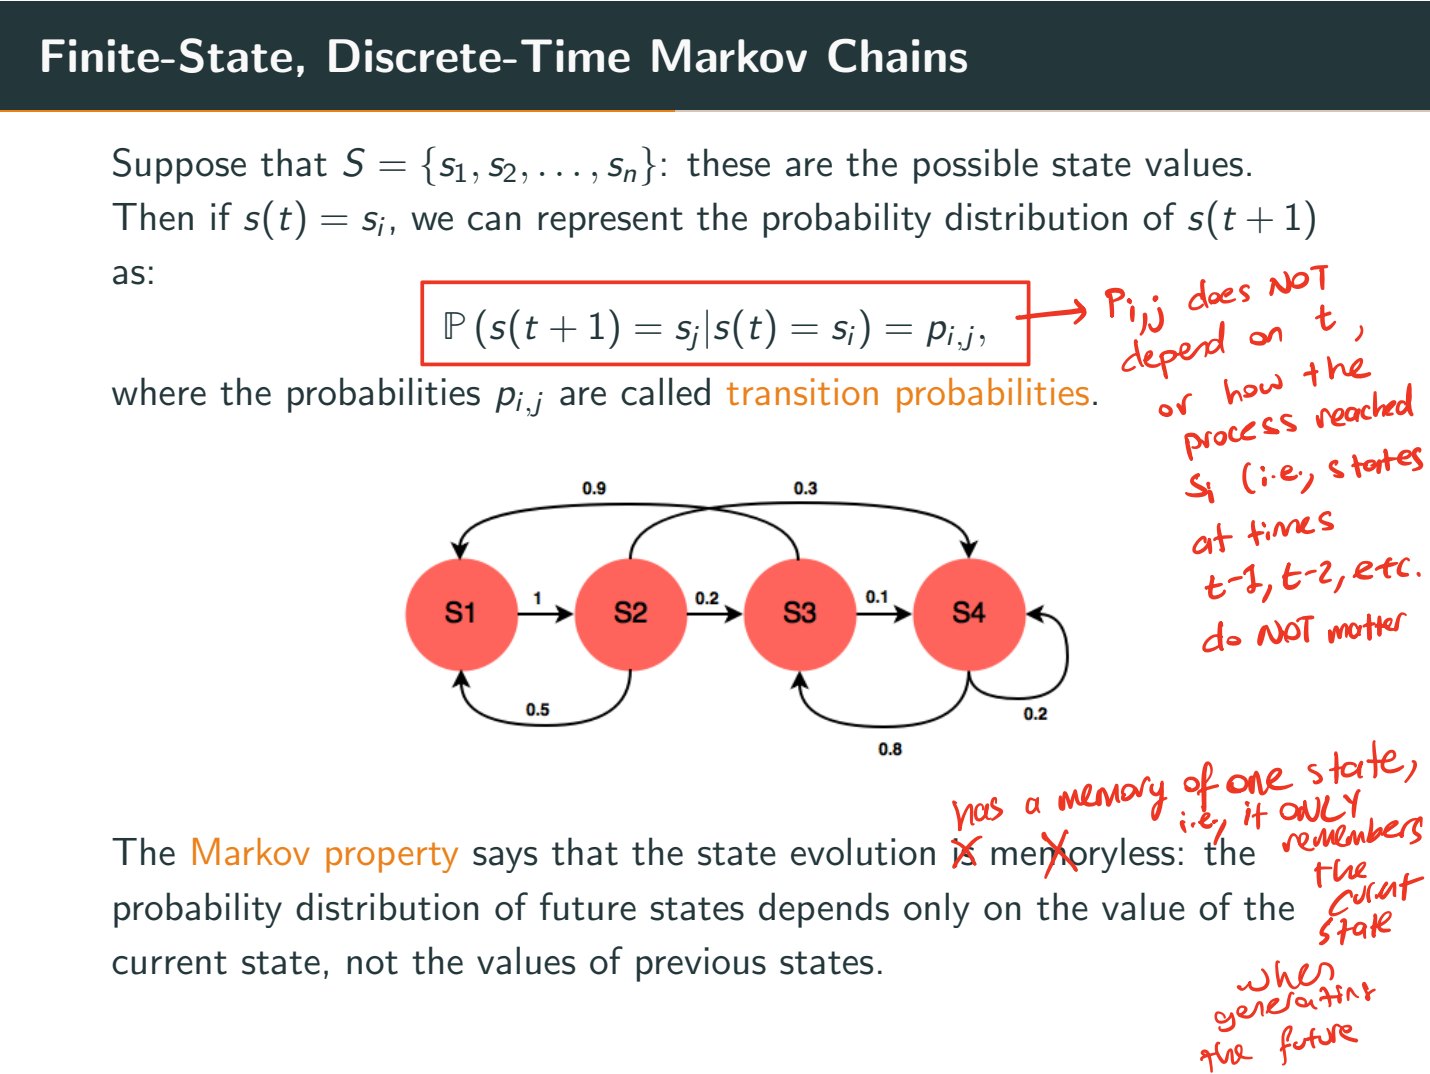 Finite-State, Discrete-Time Markov Chains
Suppose that S = {s₁, s₂, . . . , sₙ}: these are the possible state values.
Then if s(t) = sᵢ, we can represent the probability distribution of s(t + 1)
as:
ℙ (s(t + 1) = sⱼ|s(t) = sᵢ) = pᵢ,ⱼ,
where the probabilities pᵢ,ⱼ are called transition probabilities.
→ Pᵢ,ⱼ does NOT
depend on t,
or how the
process reached
Sᵢ (i.e., states
at times
t-1, t-2, etc.
do NOT matter
0.9 0.3
S1 1 S2 0.2 S3 0.1 S4
0.5 0.8 0.2
has a memory of one state,
i.e., it ONLY
remembers
the
current
state
when
generating
the future
The Markov property says that the state evolution is memoryless: the
probability distribution of future states depends only on the value of the
current state, not the values of previous states.